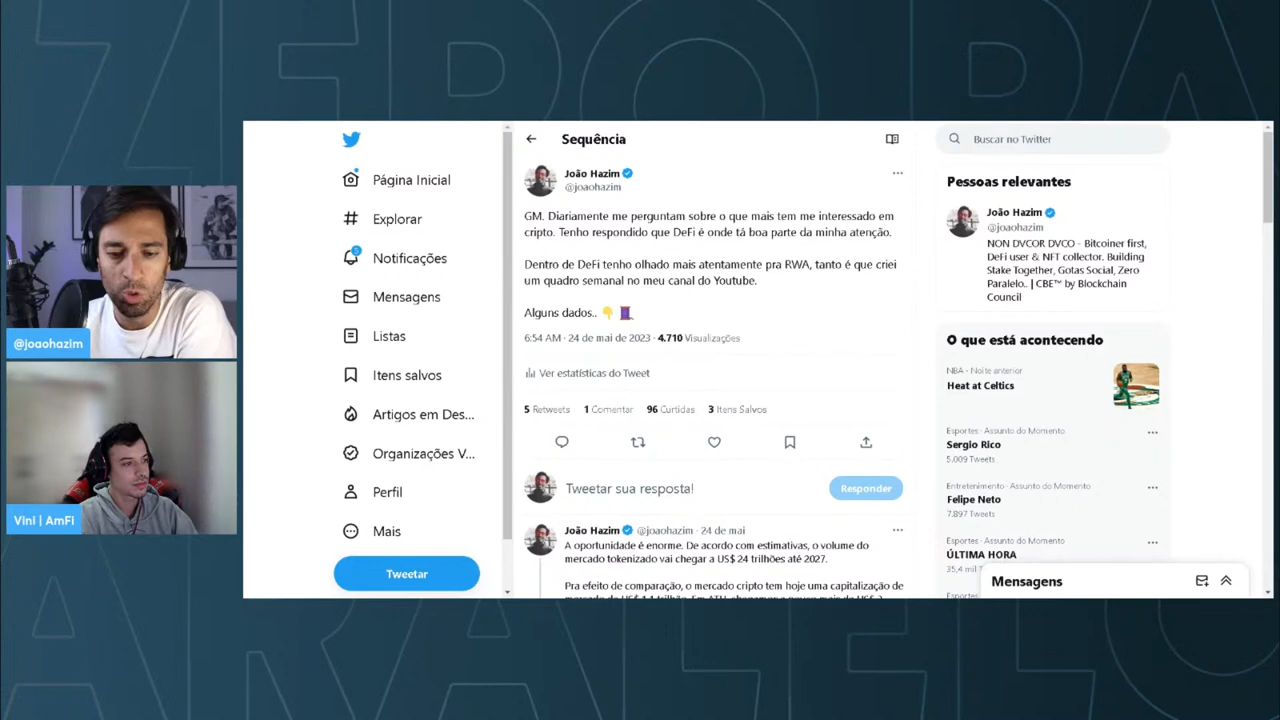 ZERO PA
@joaohazim
Vini | AmFi
Página Inicial
Explorar
5
Notificações
Mensagens
Listas
Itens salvos
Artigos em Des...
Organizações V...
Perfil
Mais
Tweetar
Sequência
João Hazim
@joaohazim
GM. Diariamente me perguntam sobre o que mais tem me interessado em
cripto. Tenho respondido que DeFi é onde tá boa parte da minha atenção.
Dentro de DeFi tenho olhado mais atentamente pra RWA, tanto é que criei
um quadro semanal no meu canal do Youtube.
Alguns dados.. 👇 🧵
6:54 AM · 24 de mai de 2023 · 4.710 Visualizações
Ver estatísticas do Tweet
5 Retweets 1 Comentar 96 Curtidas 3 Itens Salvos
Tweetar sua resposta!
Responder
João Hazim @joaohazim · 24 de mai
A oportunidade é enorme. De acordo com estimativas, o volume do
mercado tokenizado vai chegar a US$ 24 trilhões até 2027.
Pra efeito de comparação, o mercado cripto tem hoje uma capitalização de
Buscar no Twitter
Pessoas relevantes
João Hazim
@joaohazim
NON DVCOR DVCO - Bitcoiner first,
DeFi user & NFT collector. Building
Stake Together, Gotas Social, Zero
Paralelo.. | CBE™ by Blockchain
Council
O que está acontecendo
NBA · Noite anterior
Heat at Celtics
Esportes · Assunto do Momento
Sergio Rico
5.009 Tweets
Entretenimento · Assunto do Momento
Felipe Neto
7.897 Tweets
Esportes · Assunto do Momento
ÚLTIMA HORA
35,4 mil
Mensagens
ARALELO